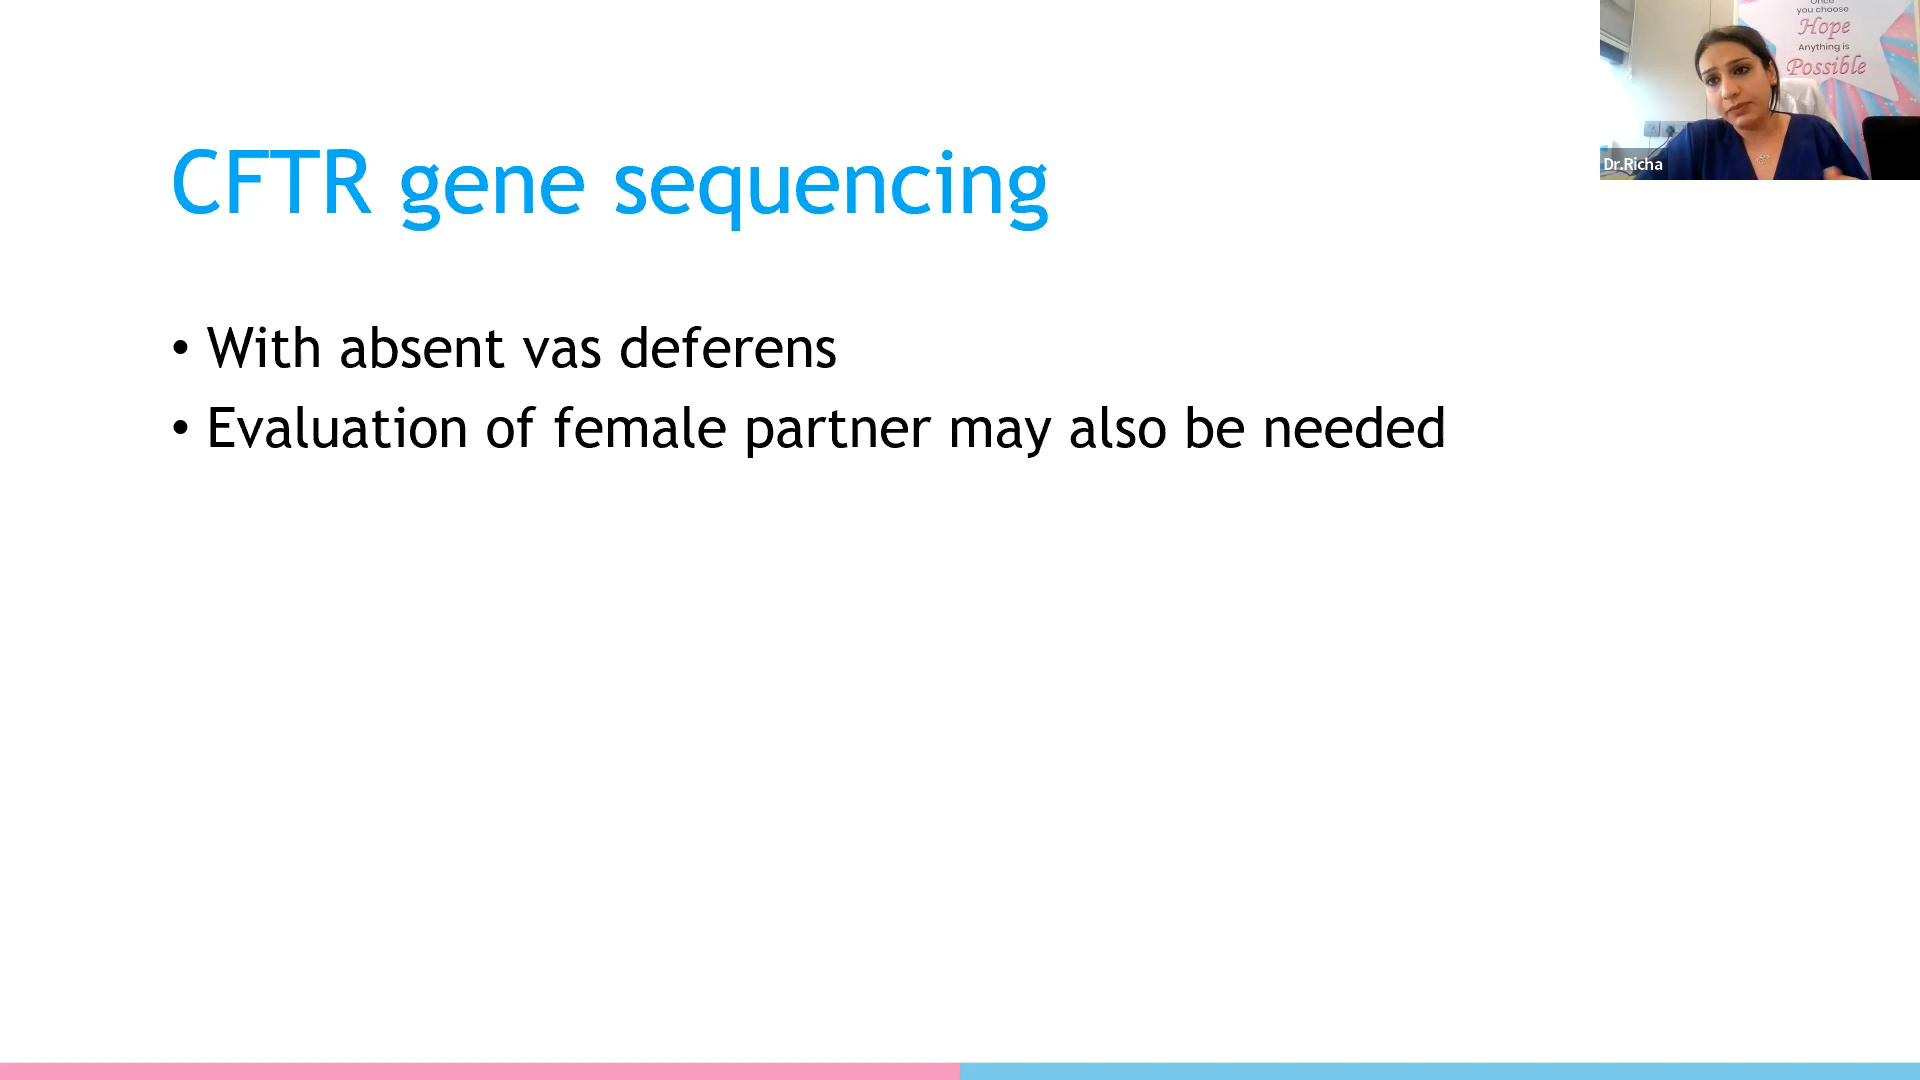 Once
you choose
Hope
Anything is
Possible
Dr.Richa
CFTR gene sequencing
• With absent vas deferens
• Evaluation of female partner may also be needed